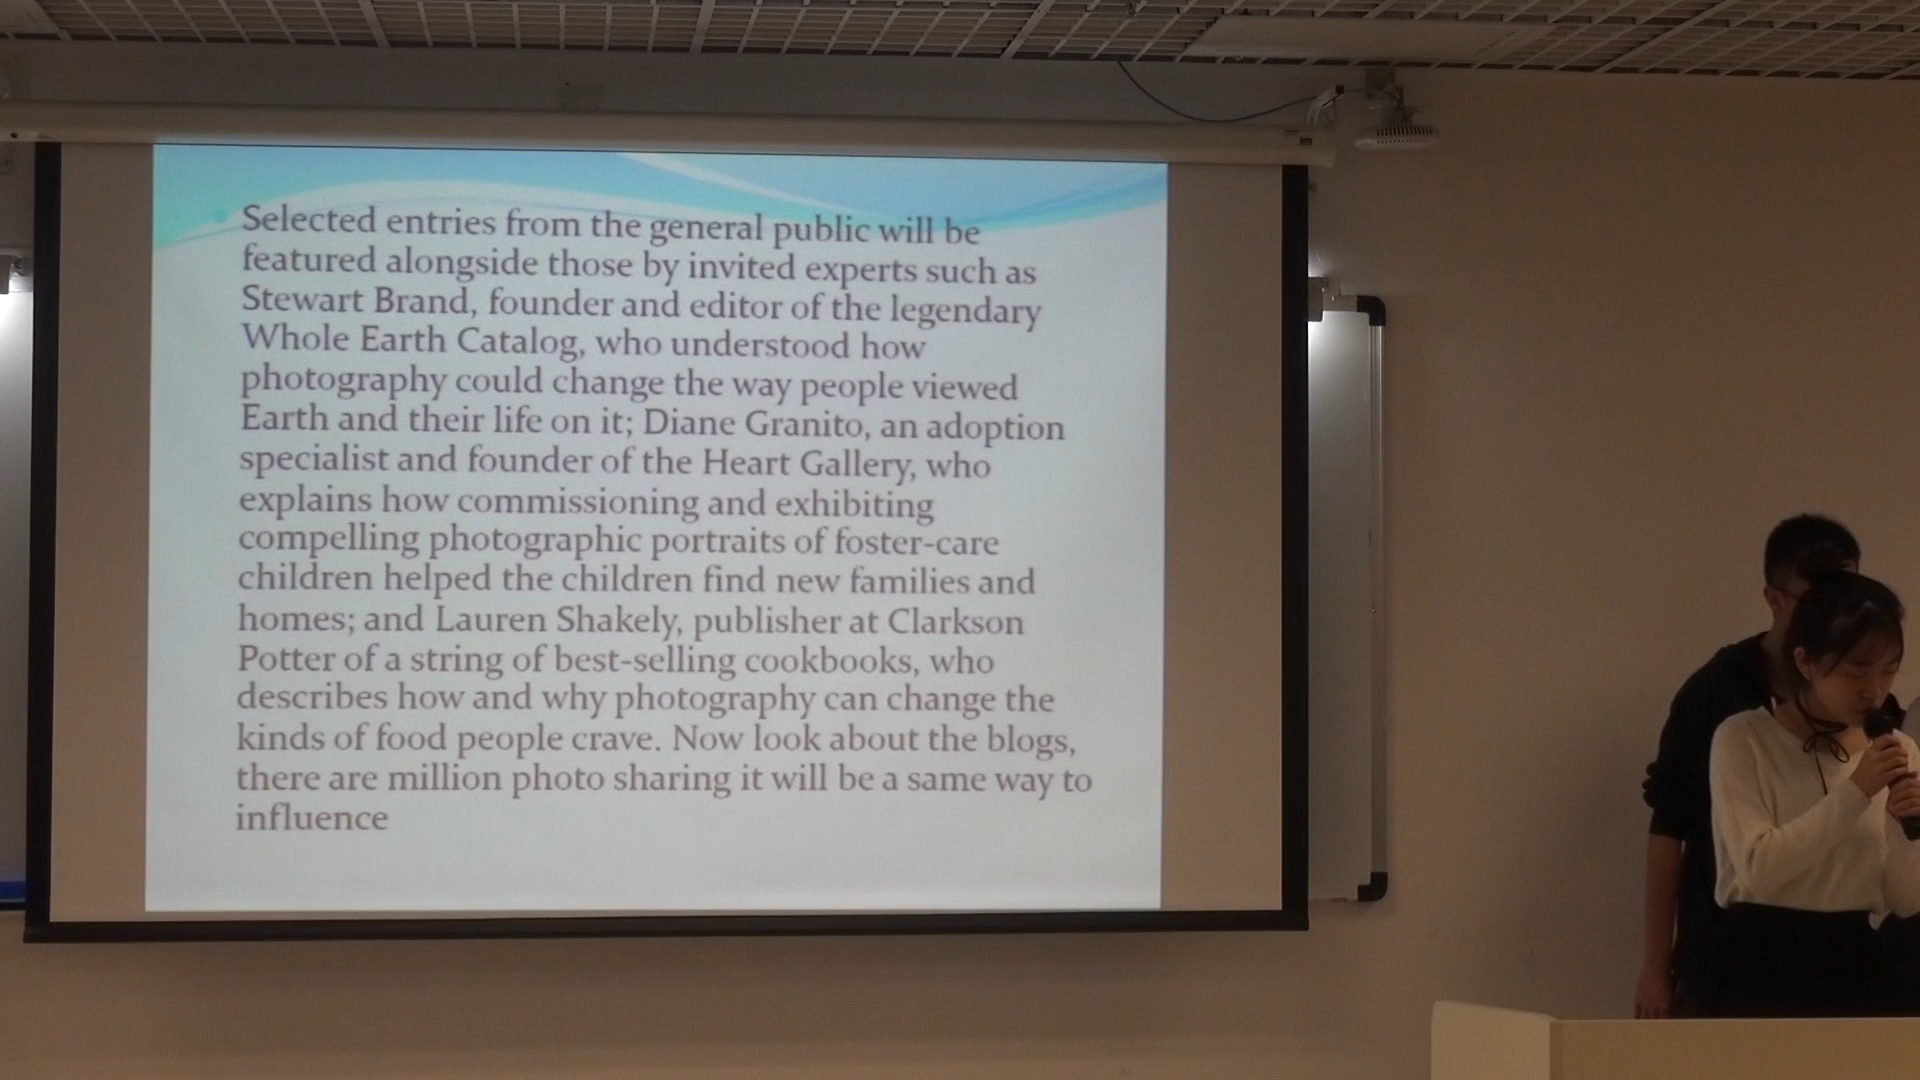 Selected entries from the general public will be
featured alongside those by invited experts such as
Stewart Brand, founder and editor of the legendary
Whole Earth Catalog, who understood how
photography could change the way people viewed
Earth and their life on it; Diane Granito, an adoption
specialist and founder of the Heart Gallery, who
explains how commissioning and exhibiting
compelling photographic portraits of foster-care
children helped the children find new families and
homes; and Lauren Shakely, publisher at Clarkson
Potter of a string of best-selling cookbooks, who
describes how and why photography can change the
kinds of food people crave. Now look about the blogs,
there are million photo sharing it will be a same way to
influence